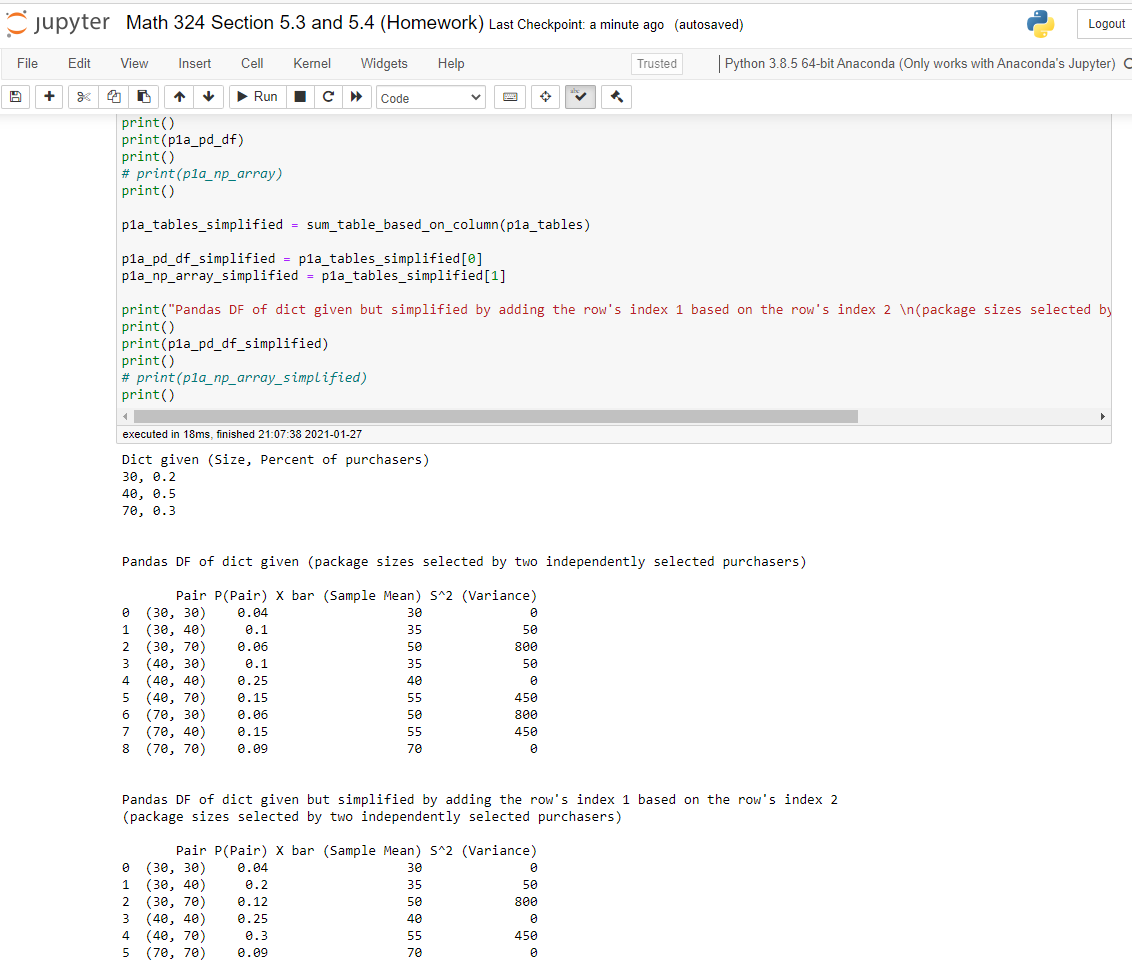 jupyter Math 324 Section 5.3 and 5.4 (Homework) Last Checkpoint: a minute ago (autosaved) Logout
File Edit View Insert Cell Kernel Widgets Help Trusted Python 3.8.5 64-bit Anaconda (Only works with Anaconda's Jupyter)
Run Code
print()
print(p1a_pd_df)
print()
# print(p1a_np_array)
print()
p1a_tables_simplified = sum_table_based_on_column(p1a_tables)
p1a_pd_df_simplified = p1a_tables_simplified[0]
p1a_np_array_simplified = p1a_tables_simplified[1]
print("Pandas DF of dict given but simplified by adding the row's index 1 based on the row's index 2 \n(package sizes selected by
print()
print(p1a_pd_df_simplified)
print()
# print(p1a_np_array_simplified)
print()
executed in 18ms, finished 21:07:38 2021-01-27
Dict given (Size, Percent of purchasers)
30, 0.2
40, 0.5
70, 0.3
Pandas DF of dict given (package sizes selected by two independently selected purchasers)
Pair P(Pair) X bar (Sample Mean) S^2 (Variance)
0 (30, 30) 0.04 30 0
1 (30, 40) 0.1 35 50
2 (30, 70) 0.06 50 800
3 (40, 30) 0.1 35 50
4 (40, 40) 0.25 40 0
5 (40, 70) 0.15 55 450
6 (70, 30) 0.06 50 800
7 (70, 40) 0.15 55 450
8 (70, 70) 0.09 70 0
Pandas DF of dict given but simplified by adding the row's index 1 based on the row's index 2
(package sizes selected by two independently selected purchasers)
Pair P(Pair) X bar (Sample Mean) S^2 (Variance)
0 (30, 30) 0.04 30 0
1 (30, 40) 0.2 35 50
2 (30, 70) 0.12 50 800
3 (40, 40) 0.25 40 0
4 (40, 70) 0.3 55 450
5 (70, 70) 0.09 70 0